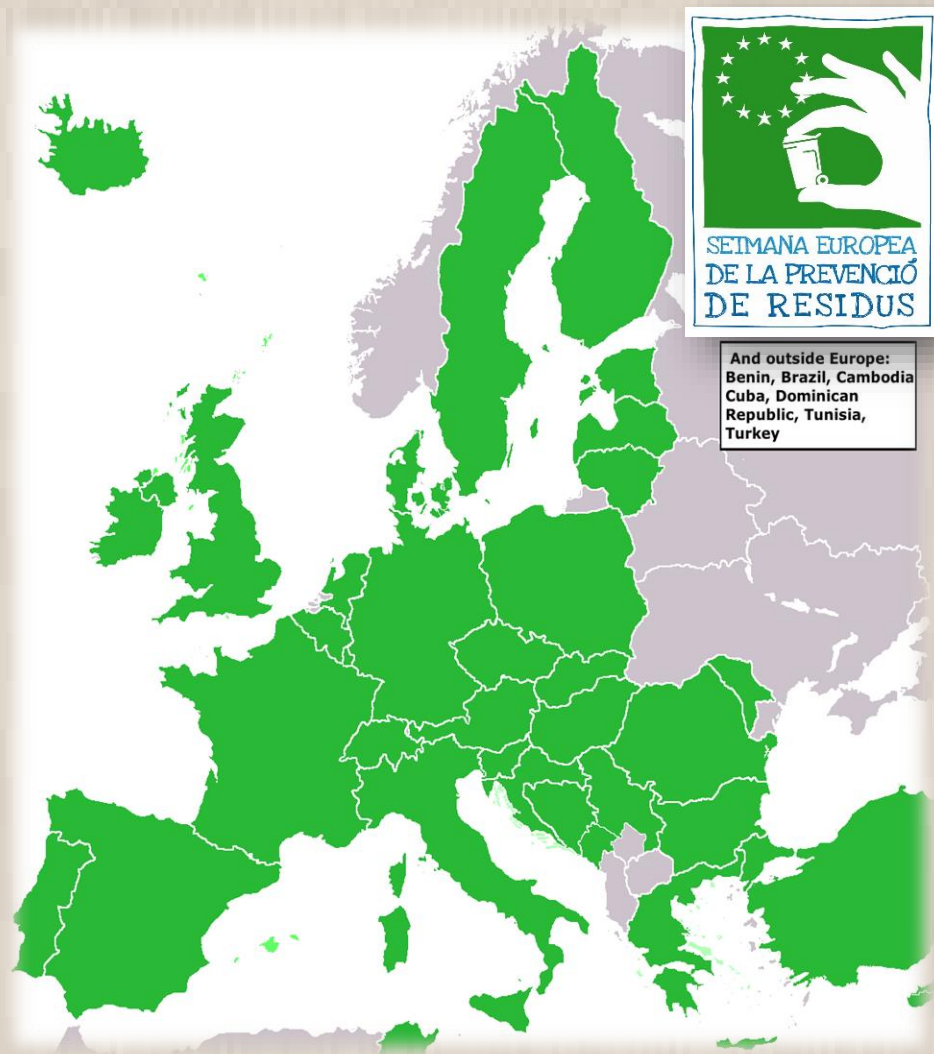 SETMANA EUROPEA
DE LA PREVENCIÓ
DE RESIDUS
And outside Europe:
Benin, Brazil, Cambodia
Cuba, Dominican
Republic, Tunisia,
Turkey